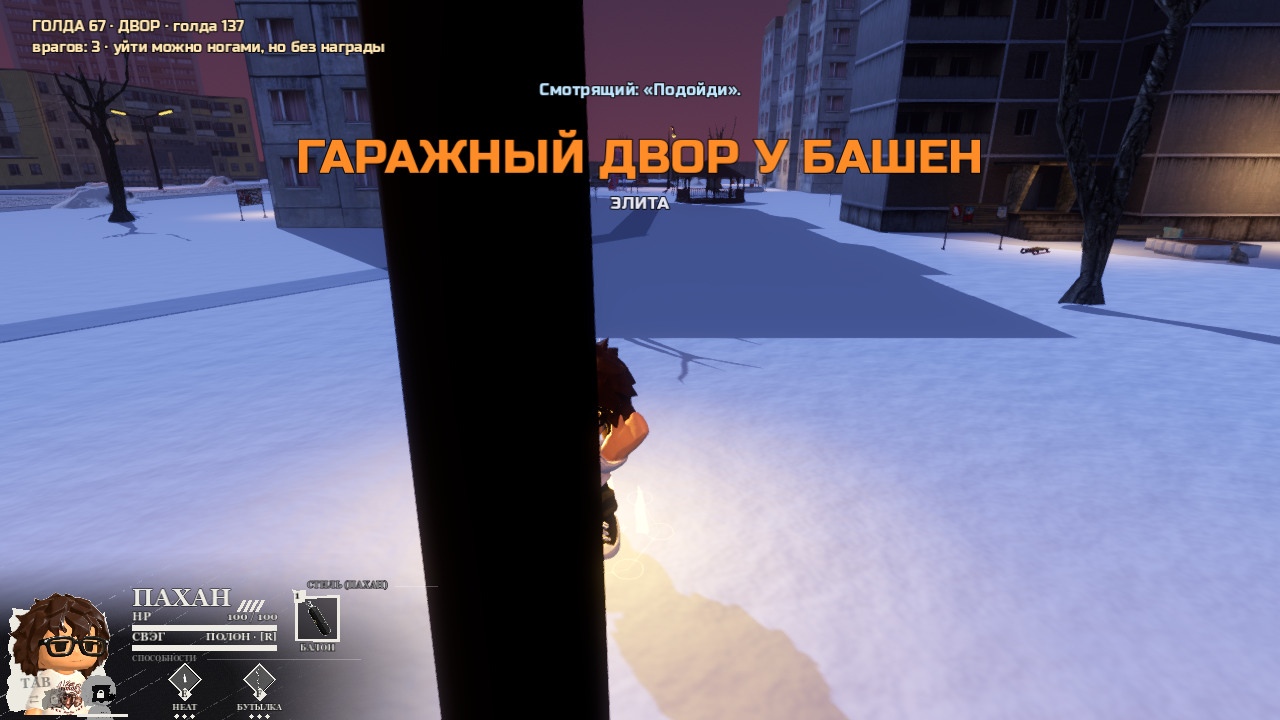 ГОЛДА 67 · ДВОР · голда 137
врагов: 3 · уйти можно ногами, но без награды
Смотрящий: «Подойди».
ГАРАЖНЫЙ ДВОР У БАШЕН
ЭЛИТА
СТИЛЬ (ПАХАН)
ПАХАН
1
HP 100 / 100
СВЭГ ПОЛОН · [R]
БАЛОН
СПОСОБНОСТИ
TAB
HEAT
БУТЫЛКА